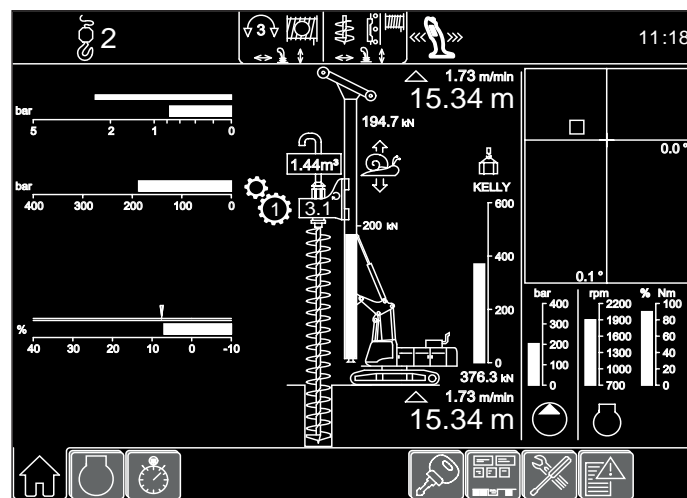 2
3
11:18
1.73 m/min
15.34 m
bar
5 2 1 0
194.7 kN
0.0 °
1.44m³
KELLY
bar
400 300 200 100 0
1
3.1
600
200 kN
400
200
0
0.1 °
bar
400
300
200
100
0
rpm
2200
1900
1600
1300
1000
700
% Nm
100
80
60
40
20
0
%
40 30 20 10 0 -10
376.3 kN
1.73 m/min
15.34 m